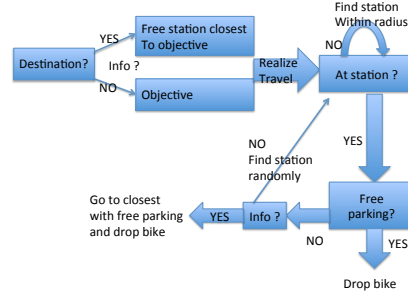 Find station
Within radius
YES
Free station closest
To objective
NO
Destination?
Info ?
Realize
Travel
At station ?
NO
Objective
NO
Find station
randomly
YES
Go to closest
with free parking
and drop bike
YES
Info ?
Free
parking?
NO
YES
Drop bike